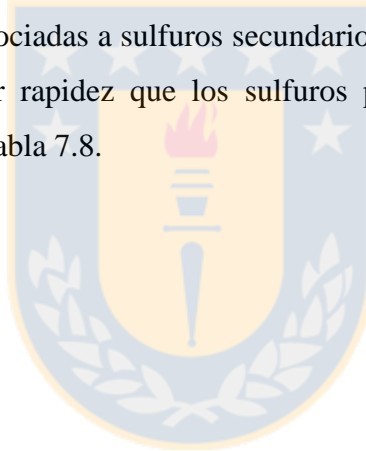 ociadas a sulfuros secundario
r rapidez que los sulfuros p
abla 7.8.